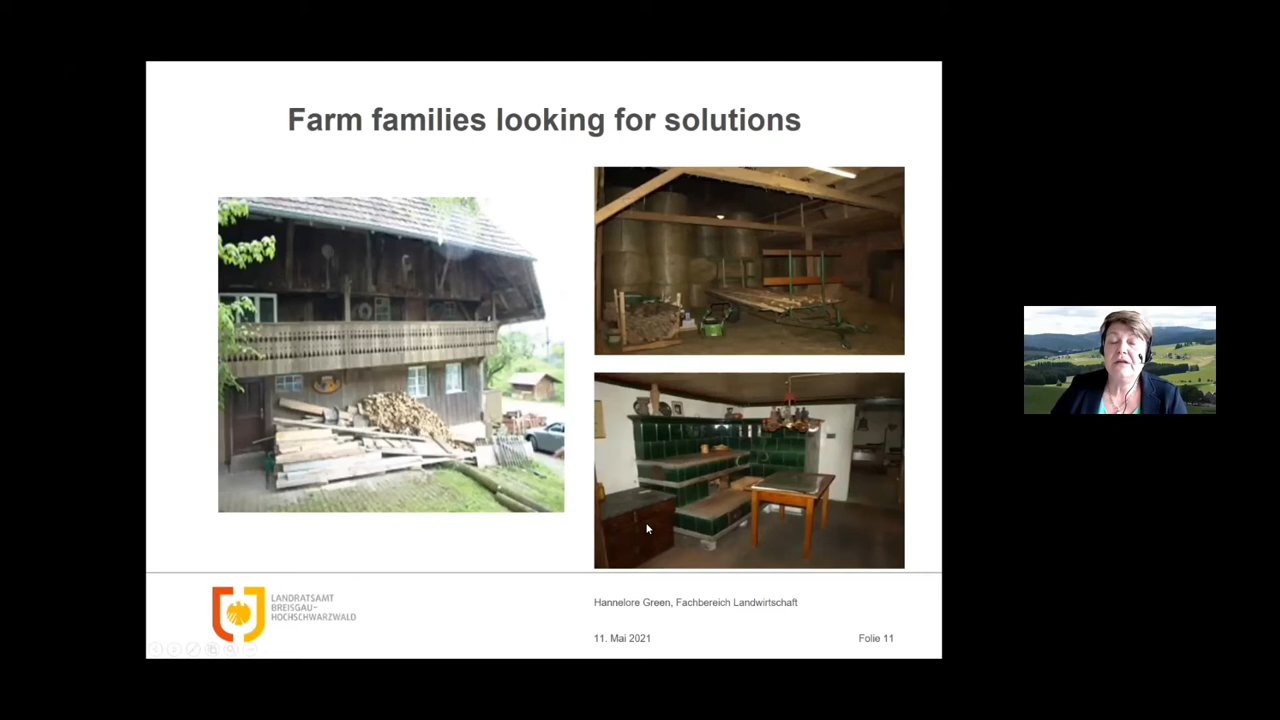 Farm families looking for solutions
LANDRATSAMT
BREISGAU-
HOCHSCHWARZWALD
Hannelore Green, Fachbereich Landwirtschaft
11. Mai 2021
Folie 11